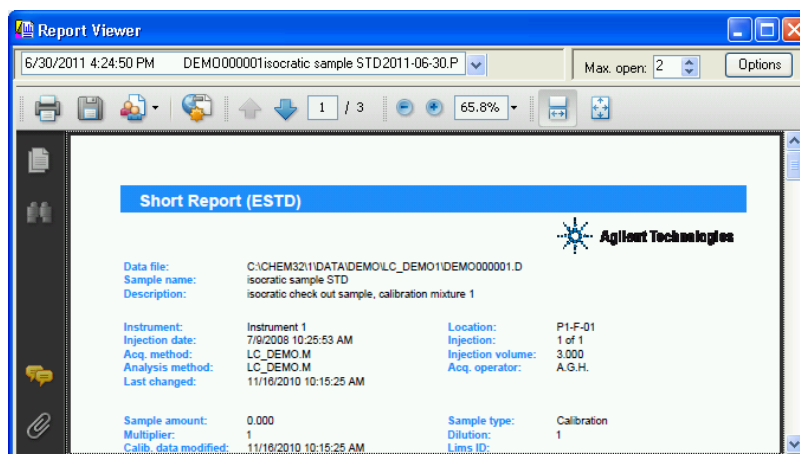 Report Viewer
6/30/2011 4:24:50 PM DEMO000001isocratic sample STD2011-06-30.P Max. open: 2 Options
1 / 3 65.8%
Short Report (ESTD)
Agilent Technologies
Data file: C:\CHEM32\1\DATA\DEMO\LC_DEMO1\DEMO000001.D
Sample name: isocratic sample STD
Description: isocratic check out sample, calibration mixture 1
Instrument: Instrument 1 Location: P1-F-01
Injection date: 7/9/2008 10:25:53 AM Injection: 1 of 1
Acq. method: LC_DEMO.M Injection volume: 3.000
Analysis method: LC_DEMO.M Acq. operator: A.G.H.
Last changed: 11/16/2010 10:15:25 AM
Sample amount: 0.000 Sample type: Calibration
Multiplier: 1 Dilution: 1
Calib. data modified: 11/16/2010 10:15:25 AM Lims ID: